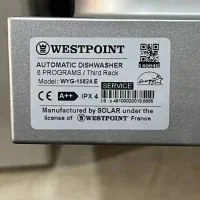 WESTPOINT
14004G
AUTOMATIC DISHWASHER
8 PROGRAMS / Third Rack
Model: WYG-15824.E
SERVICE
A++
IPX 4
Manufactured by SOLAR under the
license of WESTPOINT France